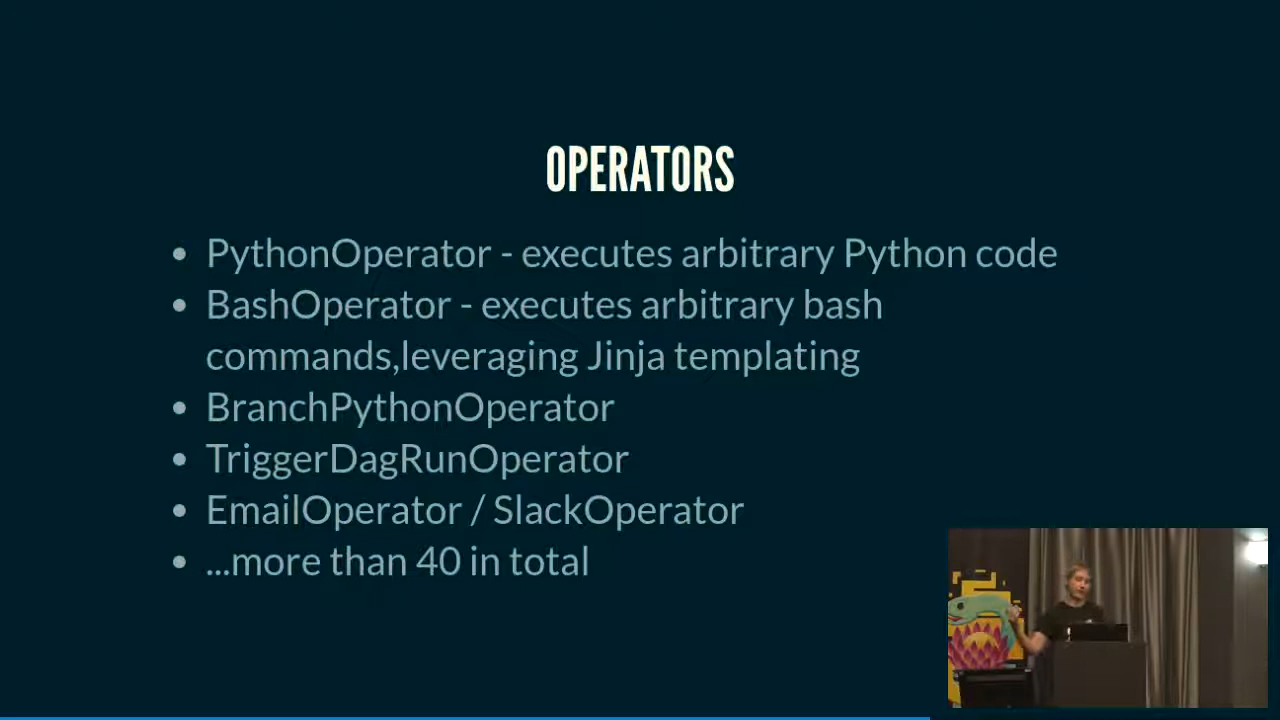 OPERATORS
• PythonOperator - executes arbitrary Python code
• BashOperator - executes arbitrary bash
commands,leveraging Jinja templating
• BranchPythonOperator
• TriggerDagRunOperator
• EmailOperator / SlackOperator
• ...more than 40 in total